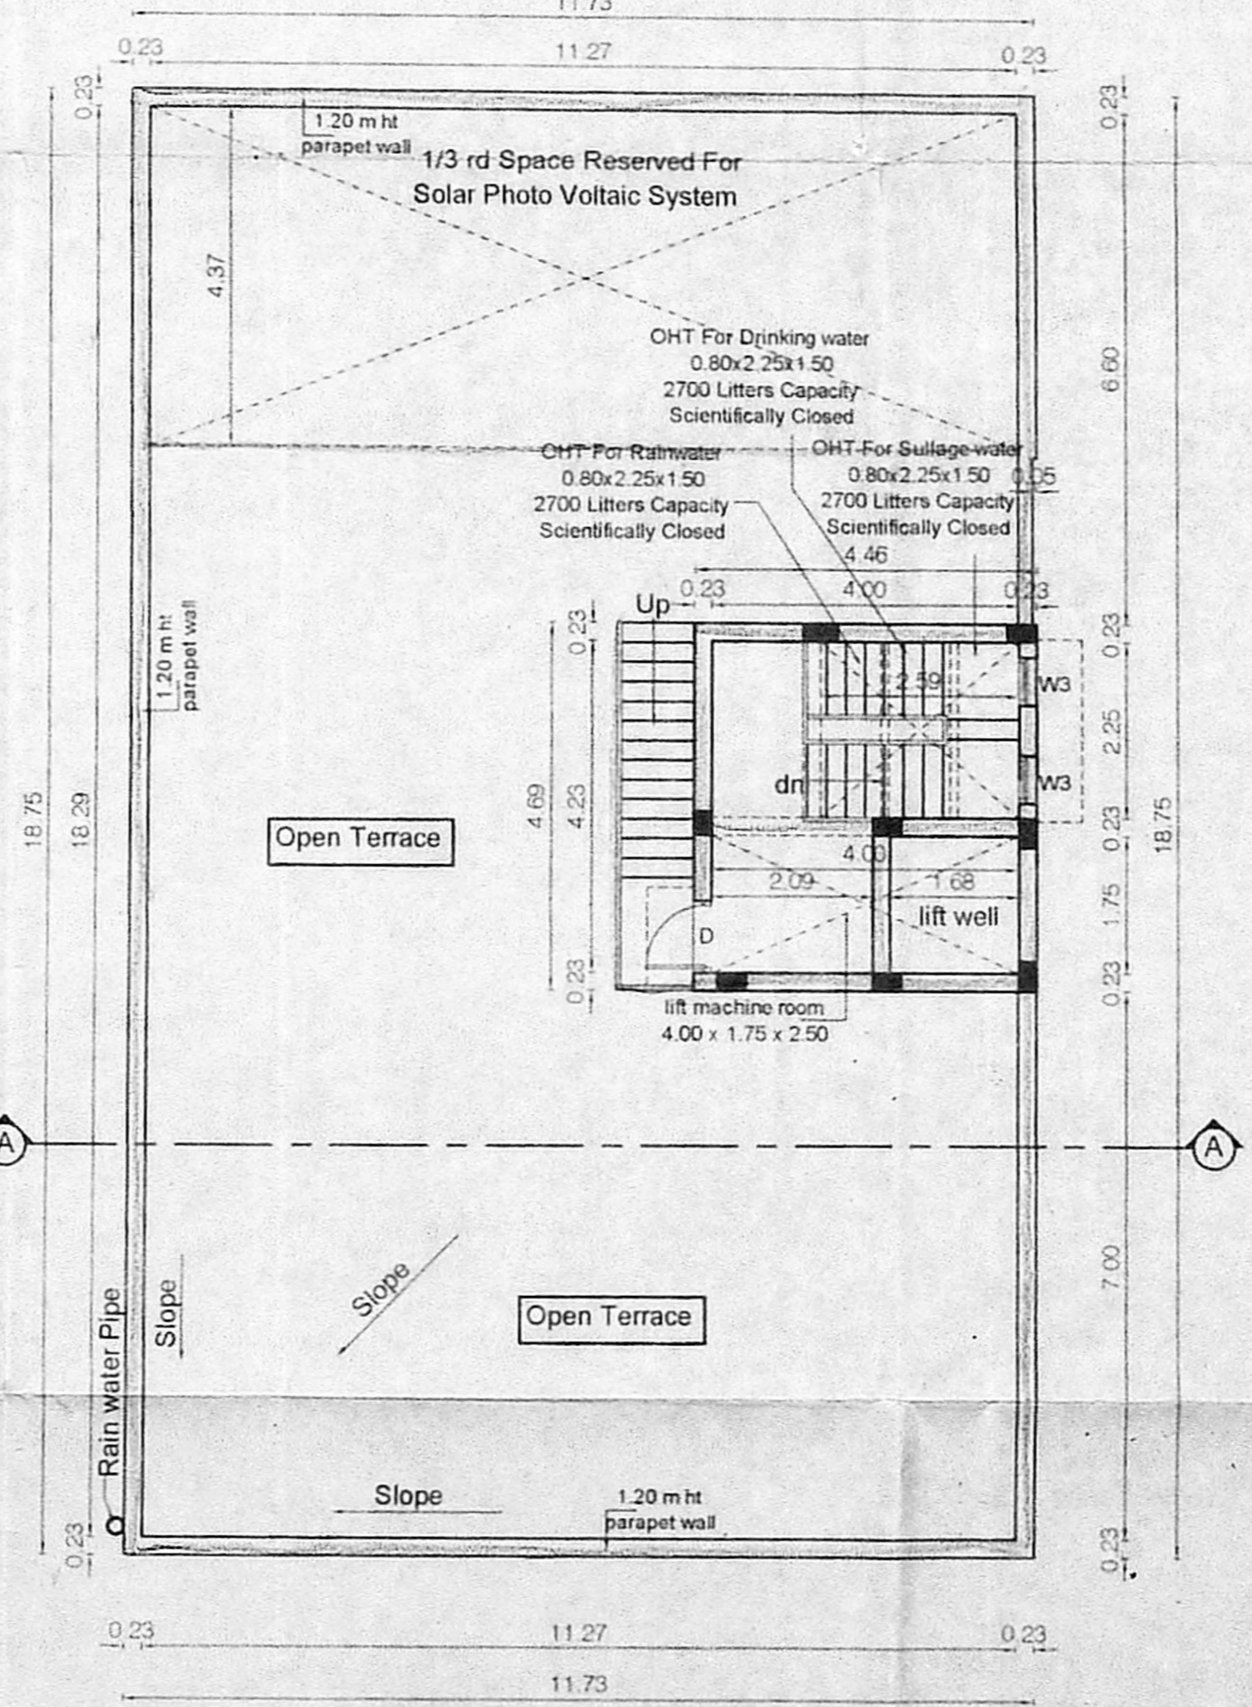 11.73
0.23
11.27
0.23
0.23
0.23
1.20 m ht
parapet wall
1/3 rd Space Reserved For
Solar Photo Voltaic System
4.37
OHT For Drinking water
0.80x2.25x1.50
2700 Litters Capacity
Scientifically Closed
6.60
OHT For Rainwater
0.80x2.25x1.50
2700 Litters Capacity
Scientifically Closed
OHT For Sullage water
0.80x2.25x1.50
2700 Litters Capacity
Scientifically Closed
4.46
0.23
4.00
0.23
Up
0.23
0.23
1.20 m ht
parapet wall
2.59
W3
2.25
dn
W3
18.75
18.29
4.69
4.23
Open Terrace
0.23
18.75
4.00
2.09
1.68
lift well
1.75
D
0.23
0.23
lift machine room
4.00 x 1.75 x 2.50
A
A
7.00
Slope
Slope
Open Terrace
Rain water Pipe
Slope
1.20 m ht
parapet wall
0.23
0.23
0.23
11.27
0.23
11.73